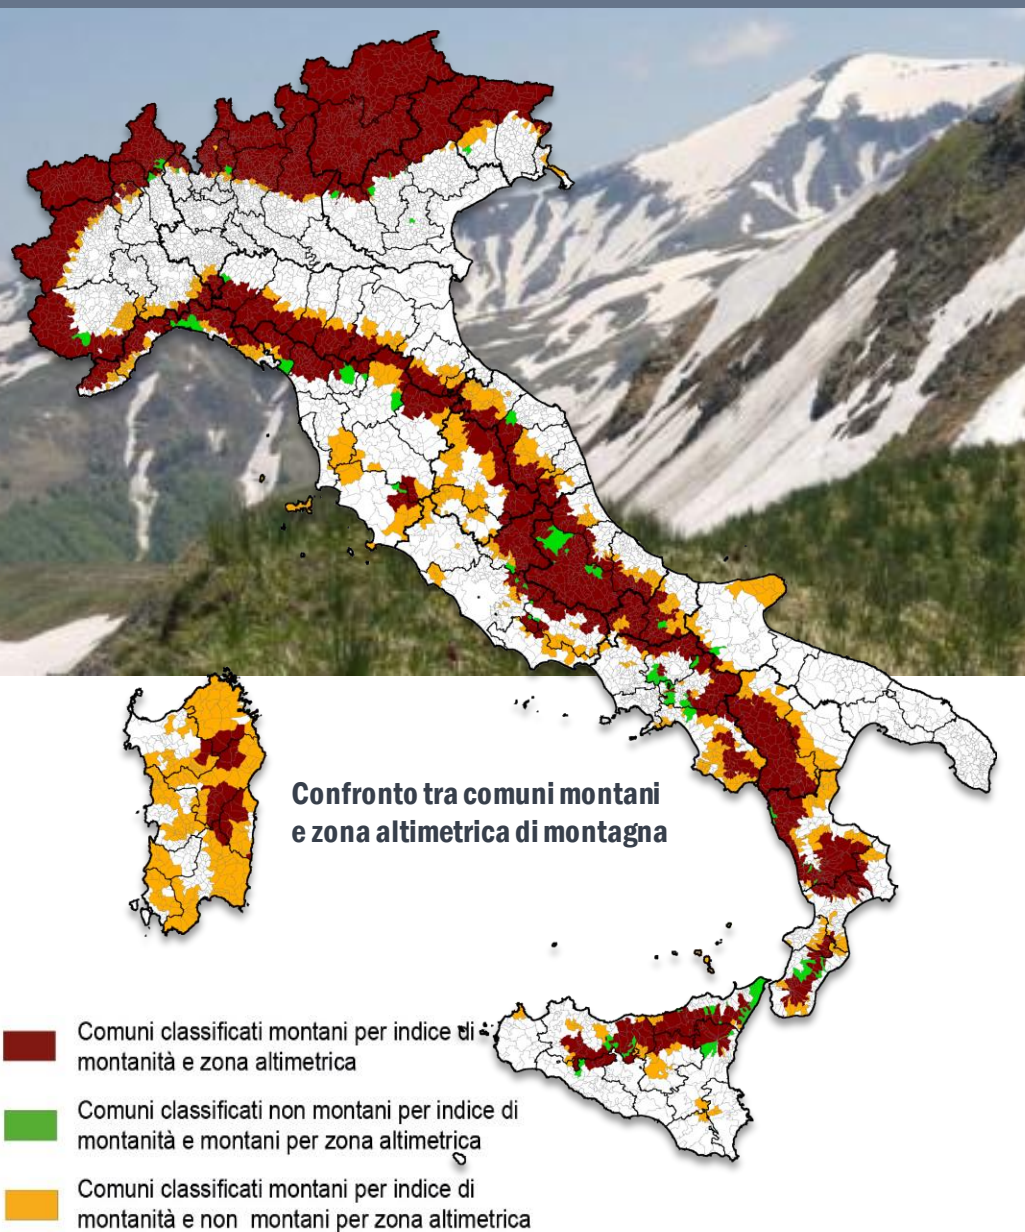 Confronto tra comuni montani
e zona altimetrica di montagna
Comuni classificati montani per indice di
montanità e zona altimetrica
Comuni classificati non montani per indice di
montanità e montani per zona altimetrica
Comuni classificati montani per indice di
montanità e non montani per zona altimetrica